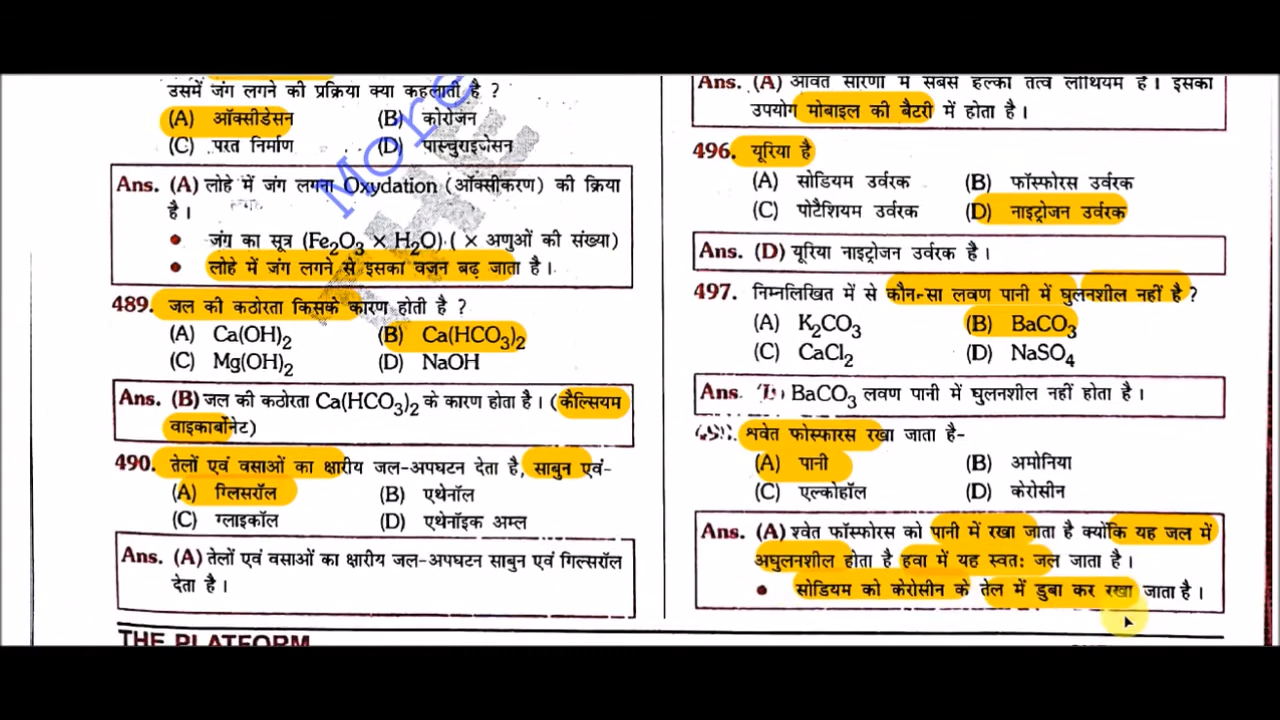 उसमें जंग लगने की प्रक्रिया क्या कहलाती है ?
(A) ऑक्सीडेसन (B) कोरोजन
(C) परत निर्माण (D) पास्चुराइजेसन
Ans. (A) लोहे में जंग लगना Oxydation (ऑक्सीकरण) की क्रिया
है।
• जंग का सूत्र (Fe₂O₃ × H₂O) ( × अणुओं की संख्या)
• लोहे में जंग लगने से इसका वजन बढ़ जाता है।
489. जल की कठोरता किसके कारण होती है ?
(A) Ca(OH)₂ (B) Ca(HCO₃)₂
(C) Mg(OH)₂ (D) NaOH
Ans. (B) जल की कठोरता Ca(HCO₃)₂ के कारण होता है। (कैल्सियम
वाइकार्बोनेट)
490. तेलों एवं वसाओं का क्षारीय जल-अपघटन देता है, साबुन एवं-
(A) ग्लिसरॉल (B) एथेनॉल
(C) ग्लाइकॉल (D) एथेनॉइक अम्ल
Ans. (A) तेलों एवं वसाओं का क्षारीय जल-अपघटन साबुन एवं गिल्सरॉल
देता है।
THE PLATFORM
More
Ans. (A) आवर्त सारणी में सबसे हल्का तत्व लीथियम है। इसका
उपयोग मोबाइल की बैटरी में होता है।
496. यूरिया है
(A) सोडियम उर्वरक (B) फॉस्फोरस उर्वरक
(C) पोटैशियम उर्वरक (D) नाइट्रोजन उर्वरक
Ans. (D) यूरिया नाइट्रोजन उर्वरक है।
497. निम्नलिखित में से कौन-सा लवण पानी में घुलनशील नहीं है ?
(A) K₂CO₃ (B) BaCO₃
(C) CaCl₂ (D) NaSO₄
Ans. BaCO₃ लवण पानी में घुलनशील नहीं होता है।
श्वेत फोस्फारस रखा जाता है-
(A) पानी (B) अमोनिया
(C) एल्कोहॉल (D) केरोसीन
Ans. (A) श्वेत फॉस्फोरस को पानी में रखा जाता है क्योंकि यह जल में
अघुलनशील होता है हवा में यह स्वतः जल जाता है।
• सोडियम को केरोसीन के तेल में डुबा कर रखा जाता है।